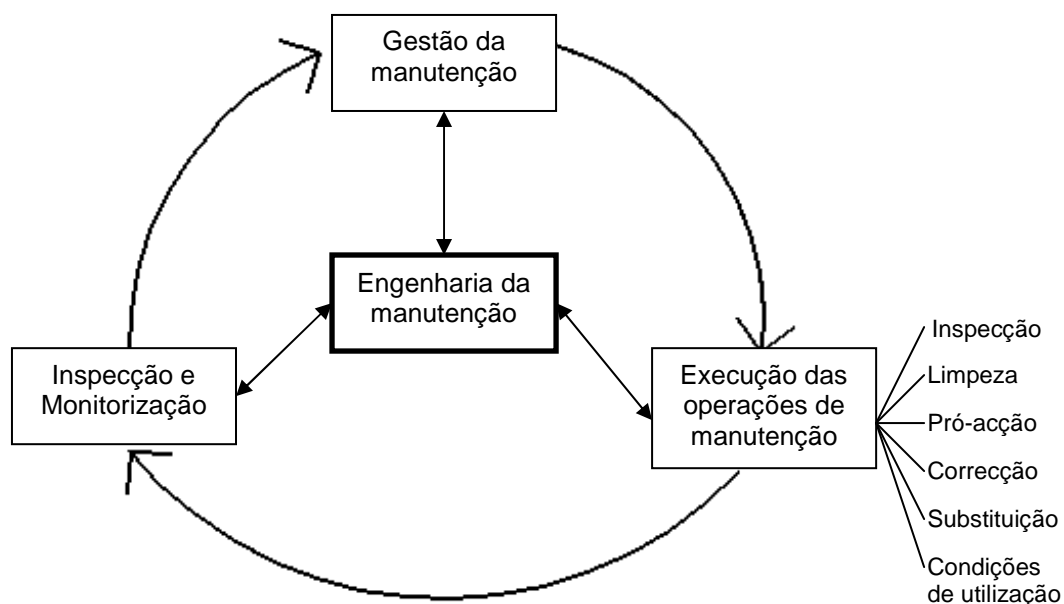 Gestão da
manutenção
Engenharia da
manutenção
Inspecção e
Monitorização
Execução das
operações de
manutenção
Inspecção
Limpeza
Pró-acção
Correcção
Substituição
Condições
de utilização